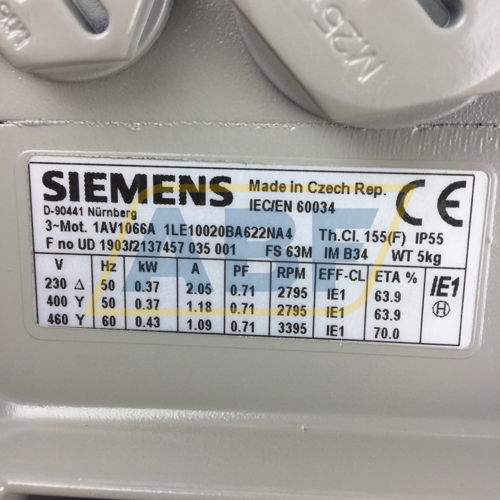 M25
SIEMENS Made in Czech Rep. CE
D-90441 Nürnberg IEC/EN 60034
3~Mot. 1AV1066A 1LE10020BA622NA4 Th.Cl. 155(F) IP55
F no UD 1903/2137457 035 001 FS 63M IM B34 WT 5kg
V Hz kW A PF RPM EFF-CL ETA % IE1
230 Δ 50 0.37 2.05 0.71 2795 IE1 63.9
400 Y 50 0.37 1.18 0.71 2795 IE1 63.9
460 Y 60 0.43 1.09 0.71 3395 IE1 70.0
H
ABF